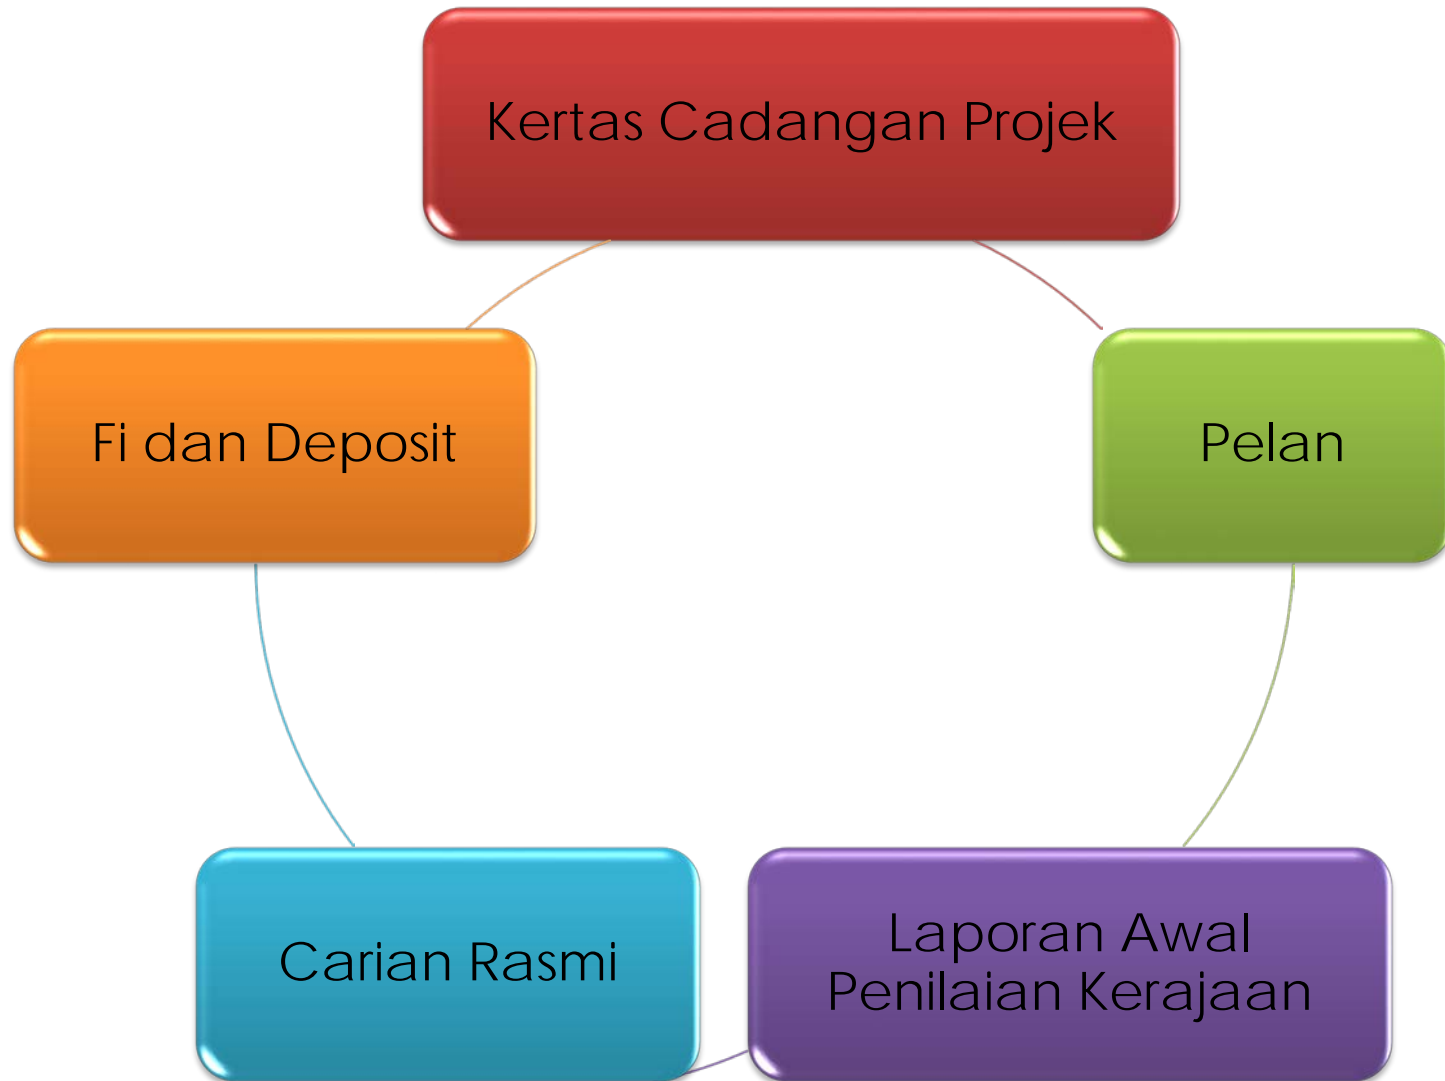 Kertas Cadangan Projek
Fi dan Deposit
Pelan
Carian Rasmi
Laporan Awal
Penilaian Kerajaan